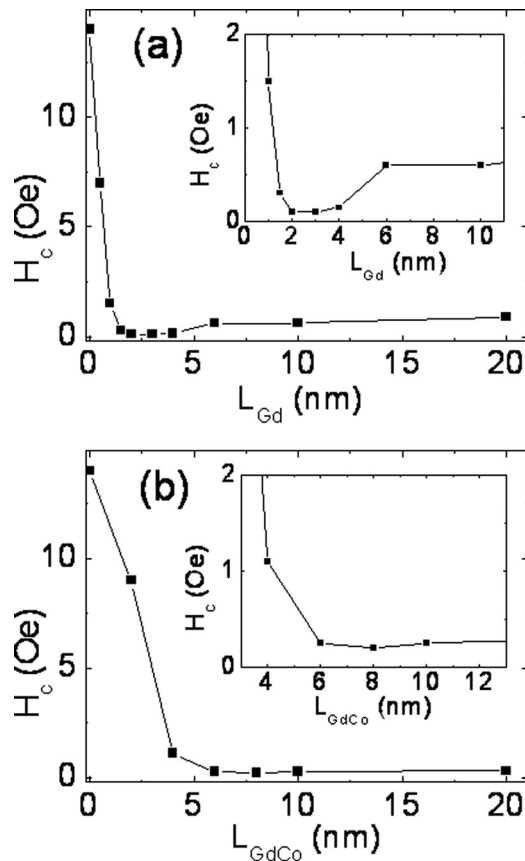 (a)
H_c (Oe)
10
5
0
0 5 10 15 20
L_Gd (nm)
H_c (Oe)
2
1
0
2 4 6 8 10
L_Gd (nm)
(b)
H_c (Oe)
10
5
0
0 5 10 15 20
L_GdCo (nm)
H_c (Oe)
2
1
0
4 6 8 10 12
L_GdCo (nm)